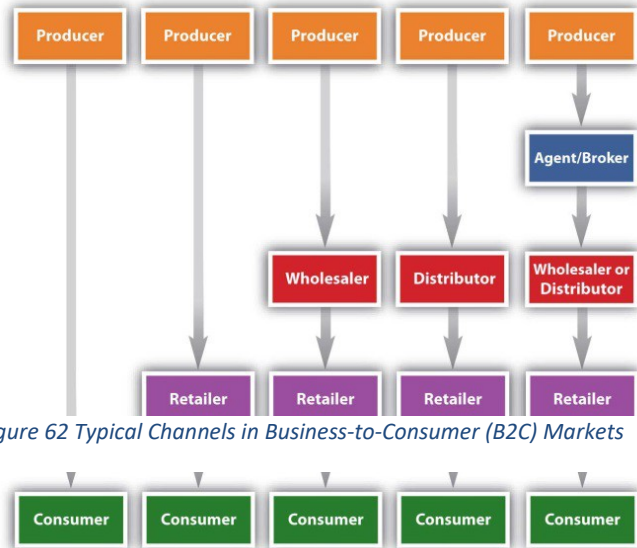 Producer Producer Producer Producer Producer
Agent/Broker
Wholesaler Distributor Wholesaler or
Distributor
Retailer Retailer Retailer Retailer
gure 62 Typical Channels in Business-to-Consumer (B2C) Markets
Consumer Consumer Consumer Consumer Consumer